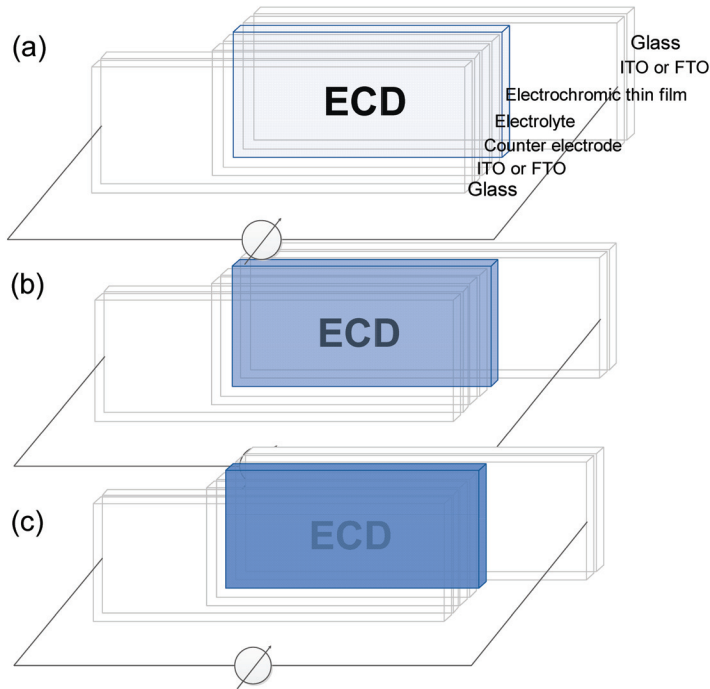 (a)
ECD
Glass
ITO or FTO
Electrochromic thin film
Electrolyte
Counter electrode
ITO or FTO
Glass
(b)
ECD
(c)
ECD